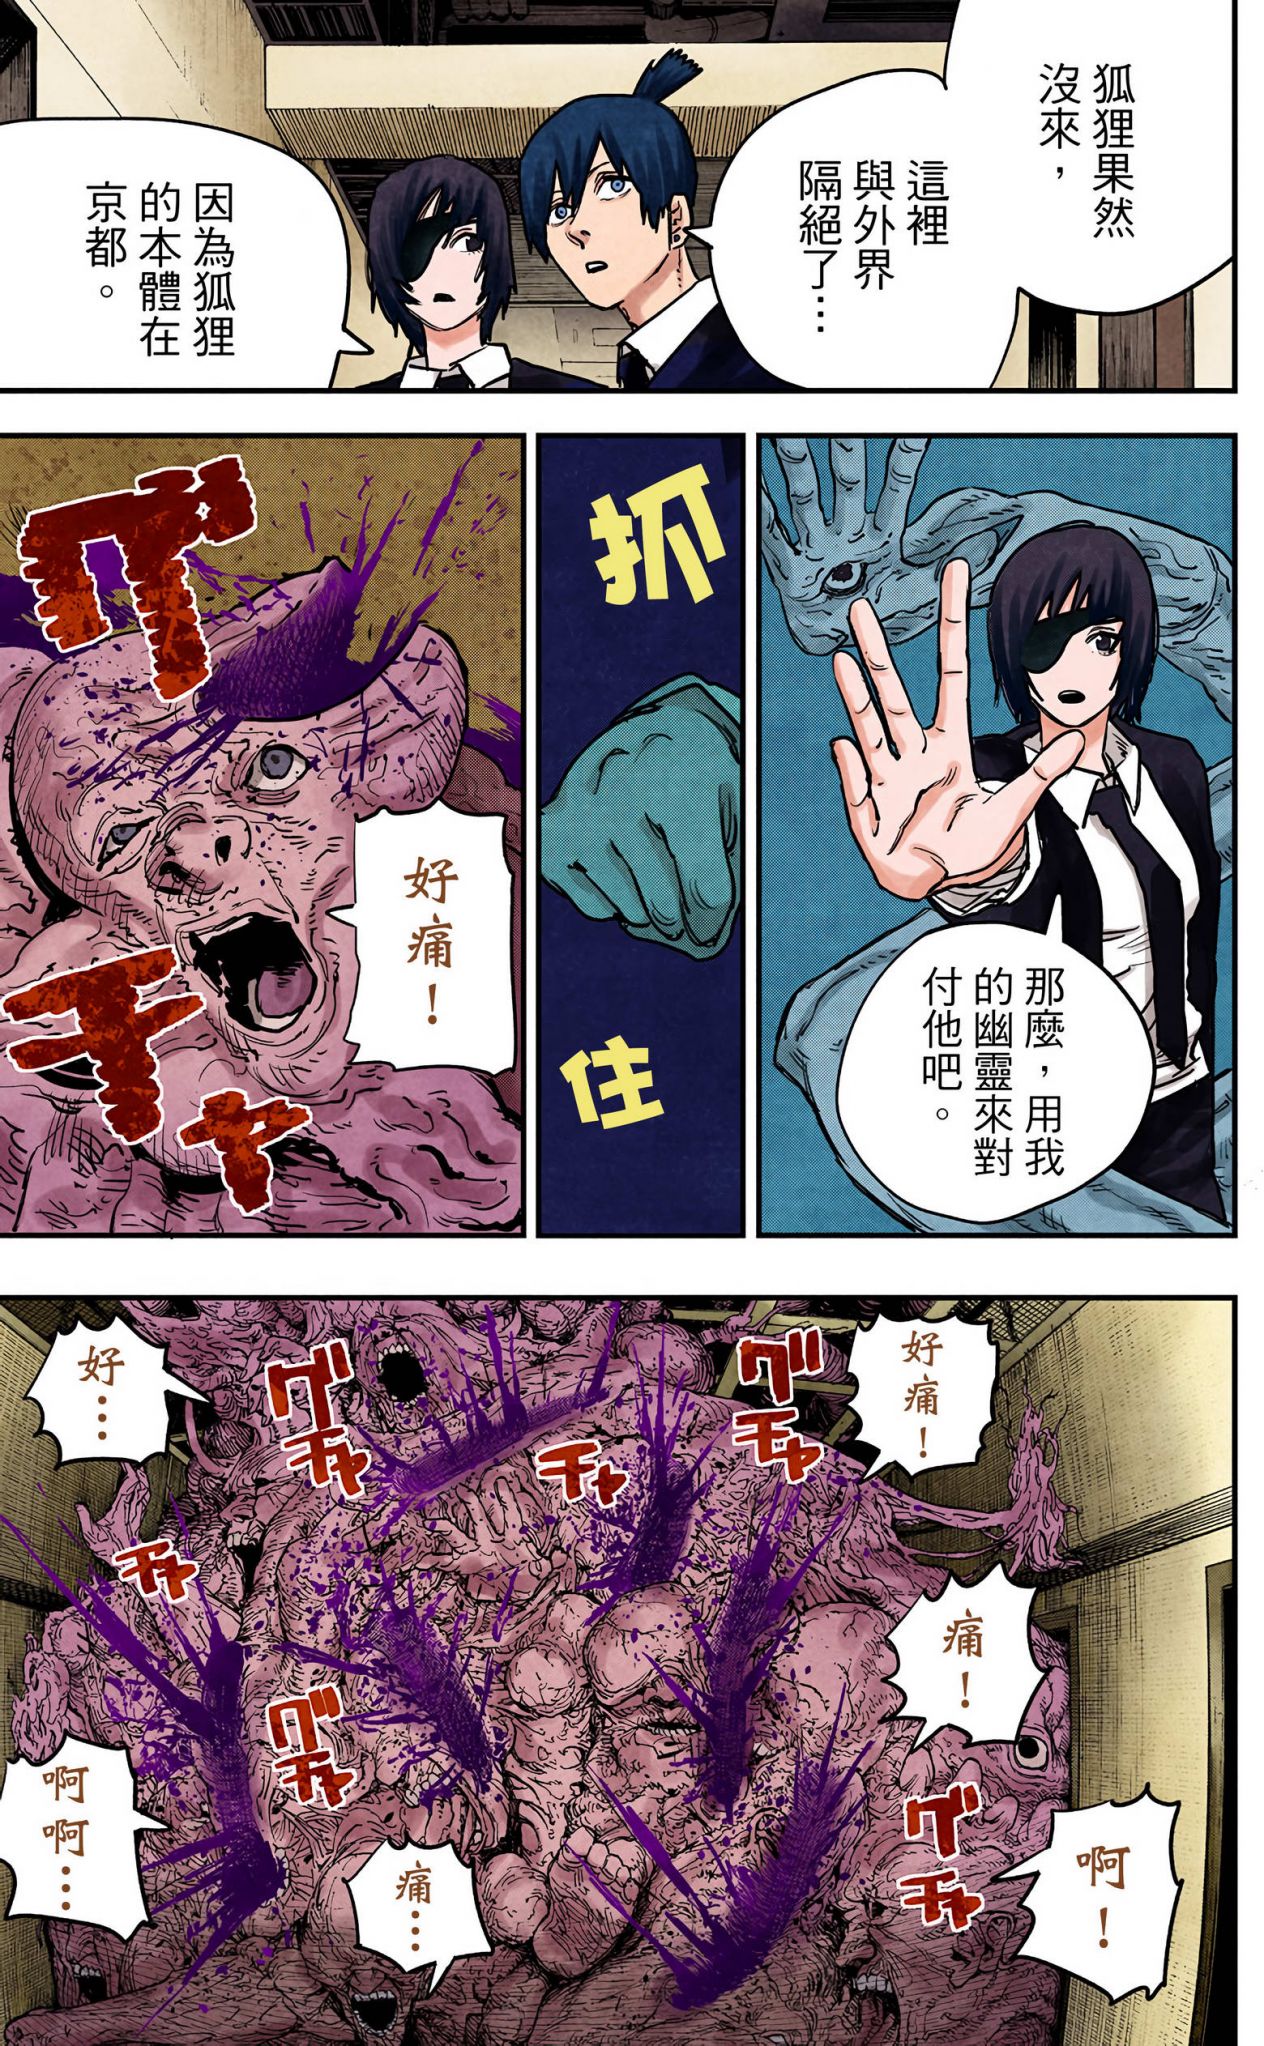 狐狸果然
沒來，
這裡
與外界
隔絕了…
因為狐狸
的本體在
京都。
那麼，用我
的幽靈來對
付他吧。
抓
住
好痛！
グチャ
好痛！
グチャ
チャ
グチャ
好…
チャ
痛！
グチャ
啊！
グチャ
痛…
啊
啊…